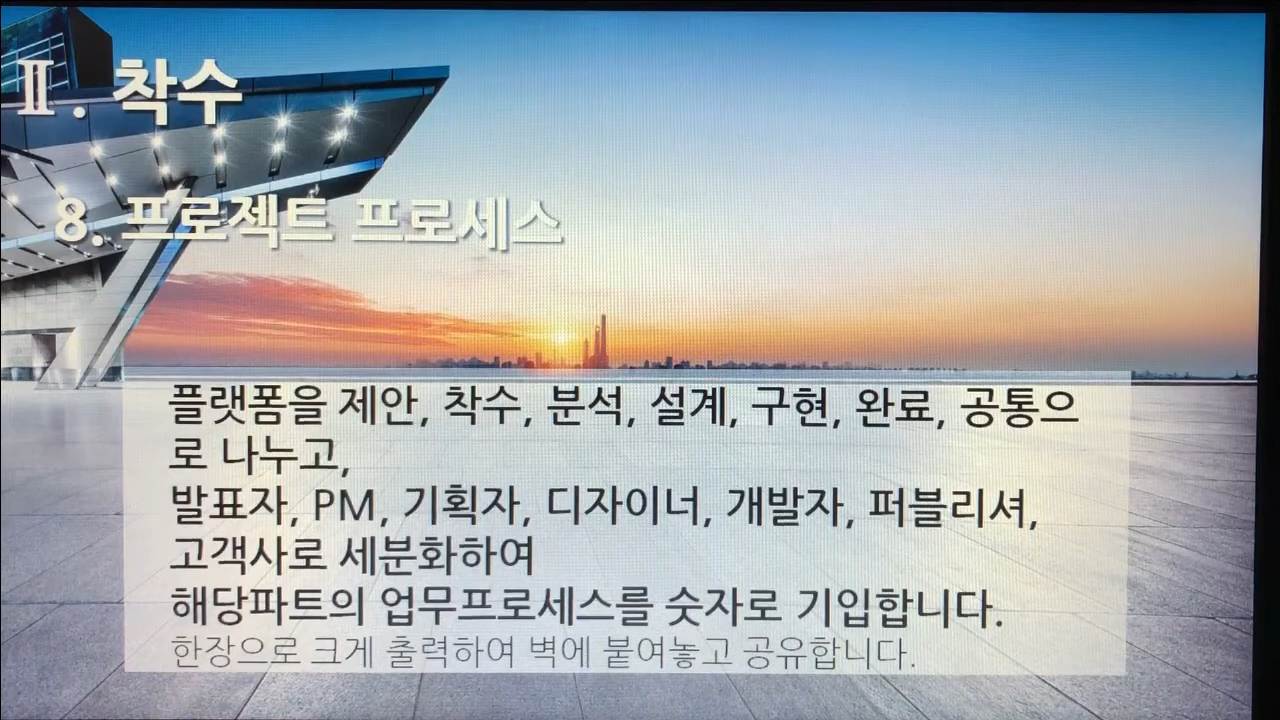 Ⅱ. 착수
8. 프로젝트 프로세스
플랫폼을 제안, 착수, 분석, 설계, 구현, 완료, 공통으
로 나누고,
발표자, PM, 기획자, 디자이너, 개발자, 퍼블리셔,
고객사로 세분화하여
해당파트의 업무프로세스를 숫자로 기입합니다.
한장으로 크게 출력하여 벽에 붙여놓고 공유합니다.